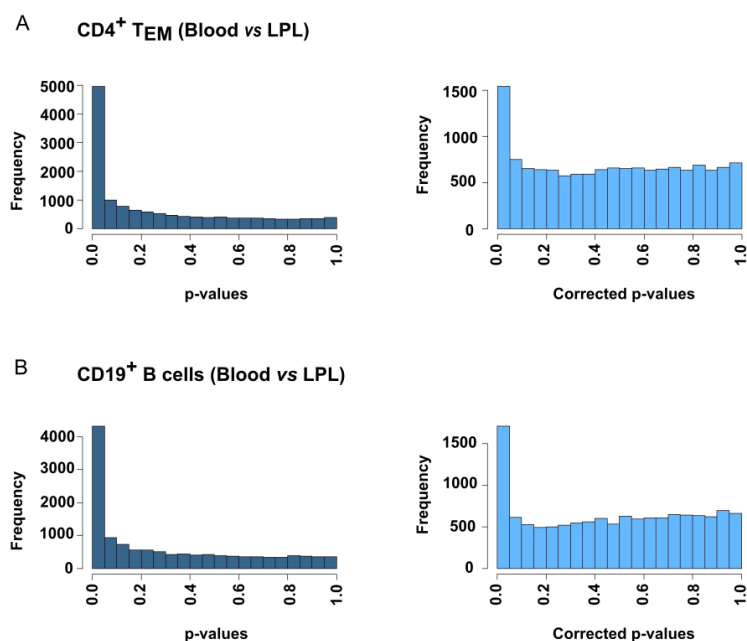 A
CD4+ TEM (Blood vs LPL)
Frequency
5000
4000
3000
2000
1000
0
0.0 0.2 0.4 0.6 0.8 1.0
p-values
Frequency
1500
1000
500
0
0.0 0.2 0.4 0.6 0.8 1.0
Corrected p-values
B
CD19+ B cells (Blood vs LPL)
Frequency
4000
3000
2000
1000
0
0.0 0.2 0.4 0.6 0.8 1.0
p-values
Frequency
1500
1000
500
0
0.0 0.2 0.4 0.6 0.8 1.0
Corrected p-values